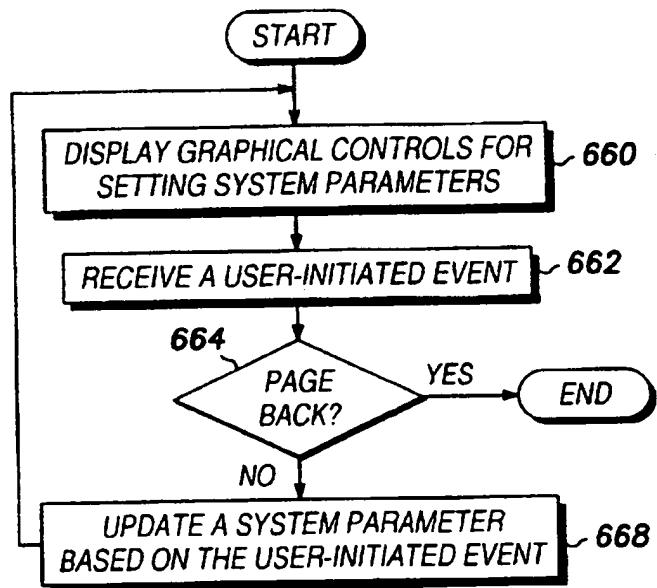 START
DISPLAY GRAPHICAL CONTROLS FOR
SETTING SYSTEM PARAMETERS
660
RECEIVE A USER-INITIATED EVENT
662
664
PAGE
BACK?
YES
END
NO
UPDATE A SYSTEM PARAMETER
BASED ON THE USER-INITIATED EVENT
668